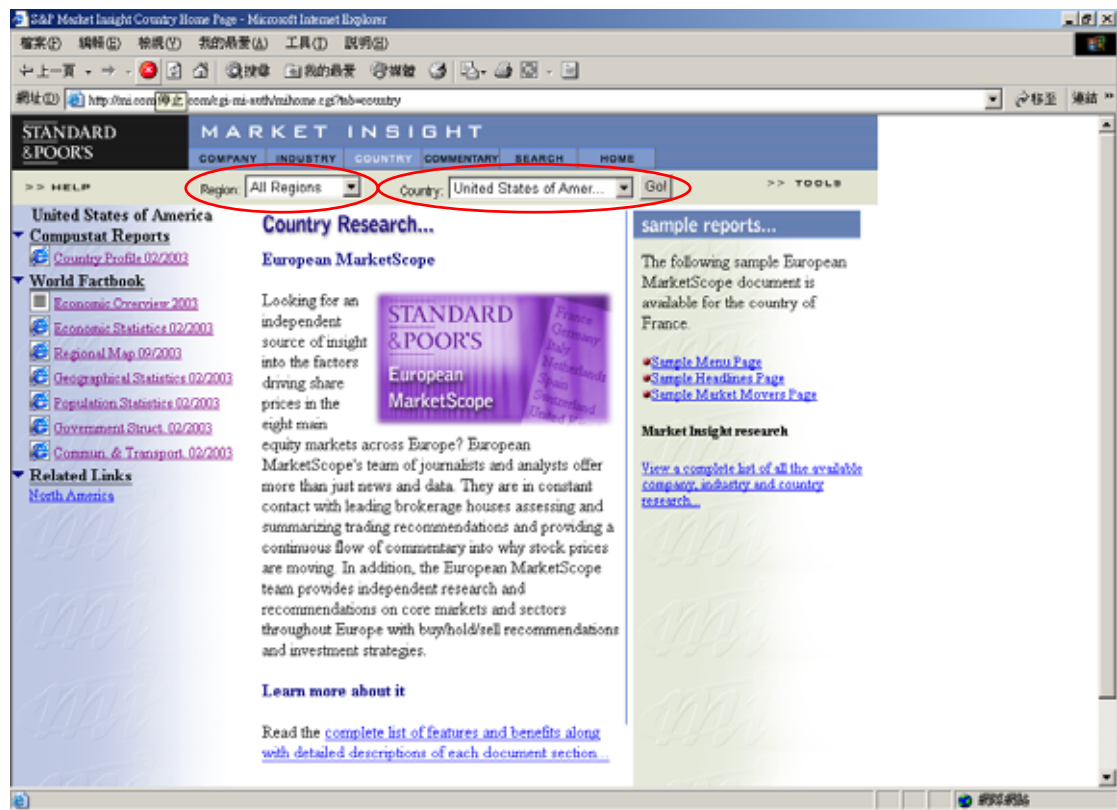 S&P Market Insight Country Home Page - Microsoft Internet Explorer
檔案(F) 編輯(E) 檢視(V) 我的最愛(A) 工具(T) 說明(H)
上一頁 搜尋 我的最愛 媒體
網址(D) 停止 移至 連結 »
STANDARD
&POOR'S
MARKET INSIGHT
COMPANY INDUSTRY COUNTRY COMMENTARY SEARCH HOME
>> HELP Region: All Regions Country: United States of Amer... Go! >> TOOLS
United States of America
Compustat Reports
Country Profile 02/2003
World Factbook
Economic Overview 2003
Economic Statistics 02/2003
Regional Map 09/2003
Geographical Statistics 02/2003
Population Statistics 02/2003
Government Struct. 02/2003
Commun. & Transport. 02/2003
Related Links
North America
Country Research...
European MarketScope
Looking for an
independent
source of insight
into the factors
driving share
prices in the
eight main
equity markets across Europe? European
MarketScope's team of journalists and analysts offer
more than just news and data. They are in constant
contact with leading brokerage houses assessing and
summarizing trading recommendations and providing a
continuous flow of commentary into why stock prices
are moving. In addition, the European MarketScope
team provides independent research and
recommendations on core markets and sectors
throughout Europe with buy/hold/sell recommendations
and investment strategies.
STANDARD
&POOR'S
European
MarketScope
France
Germany
Italy
Netherlands
Spain
Switzerland
United
Learn more about it
Read the complete list of features and benefits along
with detailed descriptions of each document section...
sample reports...
The following sample European
MarketScope document is
available for the country of
France.
Sample Menu Page
Sample Headlines Page
Sample Market Movers Page
Market Insight research
View a complete list of all the available
company, industry and country
research...
網際網路